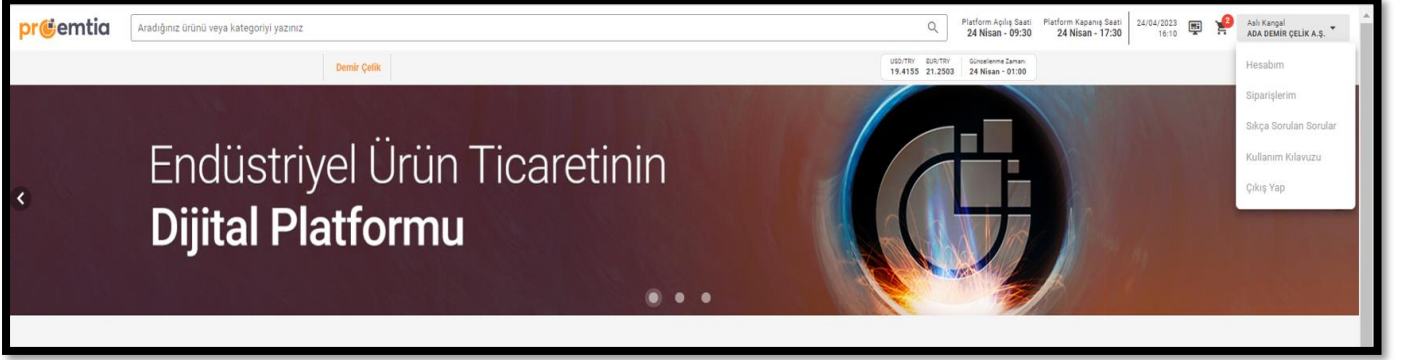 proemtia
Aradığınız ürünü veya kategoriyi yazınız
Platform Açılış Saati
24 Nisan - 09:30
Platform Kapanış Saati
24 Nisan - 17:30
24/04/2023
16:10
2
Aslı Kangal
ADA DEMİR ÇELİK A.Ş.
Demir Çelik
USD/TRY EUR/TRY Güncellenme Zamanı
19.4155 21.2503 24 Nisan - 01:00
Hesabım
Siparişlerim
Sıkça Sorulan Sorular
Kullanım Kılavuzu
Çıkış Yap
Endüstriyel Ürün Ticaretinin
Dijital Platformu